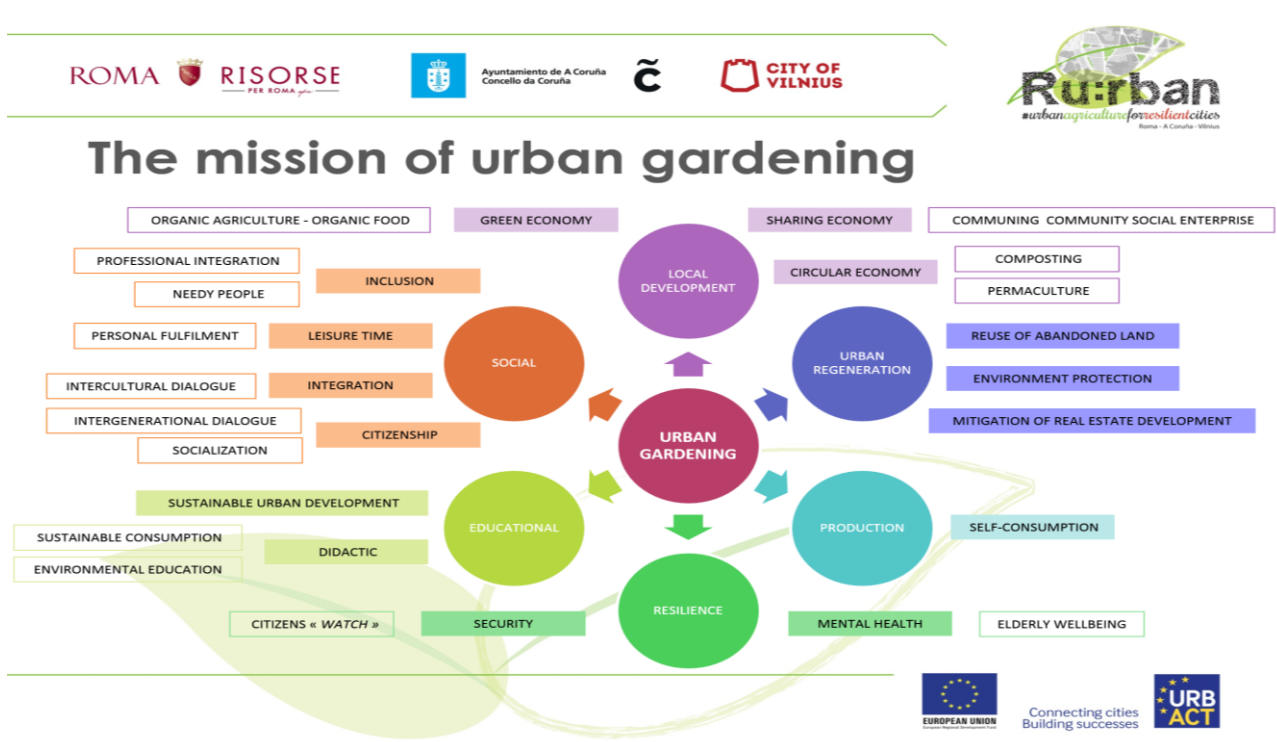 ROMA
RISORSE
PER ROMA
Ayuntamiento de A Coruña
Concello da Coruña
CITY OF
VILNIUS
Ru:rban
#urbanagricultureforresilientcities
Roma - A Coruña - Vilnius
The mission of urban gardening
ORGANIC AGRICULTURE - ORGANIC FOOD
GREEN ECONOMY
SHARING ECONOMY
COMMUNING COMMUNITY SOCIAL ENTERPRISE
LOCAL
DEVELOPMENT
CIRCULAR ECONOMY
COMPOSTING
PERMACULTURE
PROFESSIONAL INTEGRATION
NEEDY PEOPLE
INCLUSION
PERSONAL FULFILMENT
LEISURE TIME
SOCIAL
INTERCULTURAL DIALOGUE
INTEGRATION
INTERGENERATIONAL DIALOGUE
SOCIALIZATION
CITIZENSHIP
URBAN
REGENERATION
REUSE OF ABANDONED LAND
ENVIRONMENT PROTECTION
MITIGATION OF REAL ESTATE DEVELOPMENT
URBAN
GARDENING
SUSTAINABLE URBAN DEVELOPMENT
SUSTAINABLE CONSUMPTION
ENVIRONMENTAL EDUCATION
DIDACTIC
EDUCATIONAL
PRODUCTION
SELF-CONSUMPTION
CITIZENS « WATCH »
SECURITY
RESILIENCE
MENTAL HEALTH
ELDERLY WELLBEING
EUROPEAN UNION
European Regional Development Fund
Connecting cities
Building successes
URB
ACT